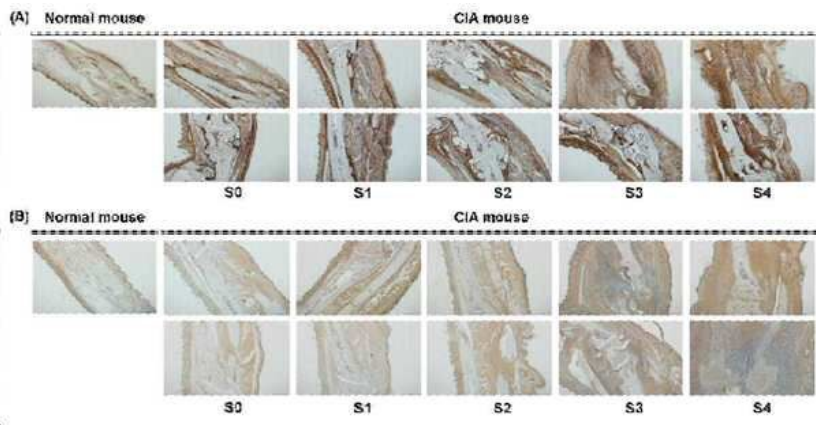 (A) Normal mouse CIA mouse
S0 S1 S2 S3 S4
(B) Normal mouse CIA mouse
S0 S1 S2 S3 S4